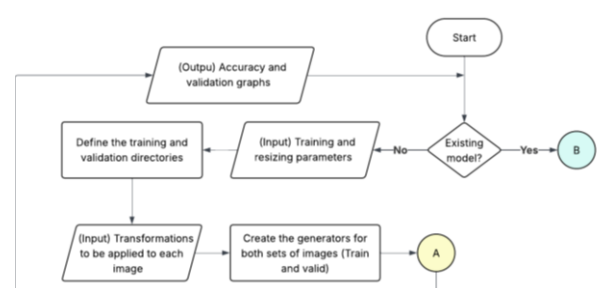 Start
(Outpu) Accuracy and
validation graphs
Existing
model?
Yes
B
No
(Input) Training and
resizing parameters
Define the training and
validation directories
(Input) Transformations
to be applied to each
image
Create the generators for
both sets of images (Train
and valid)
A